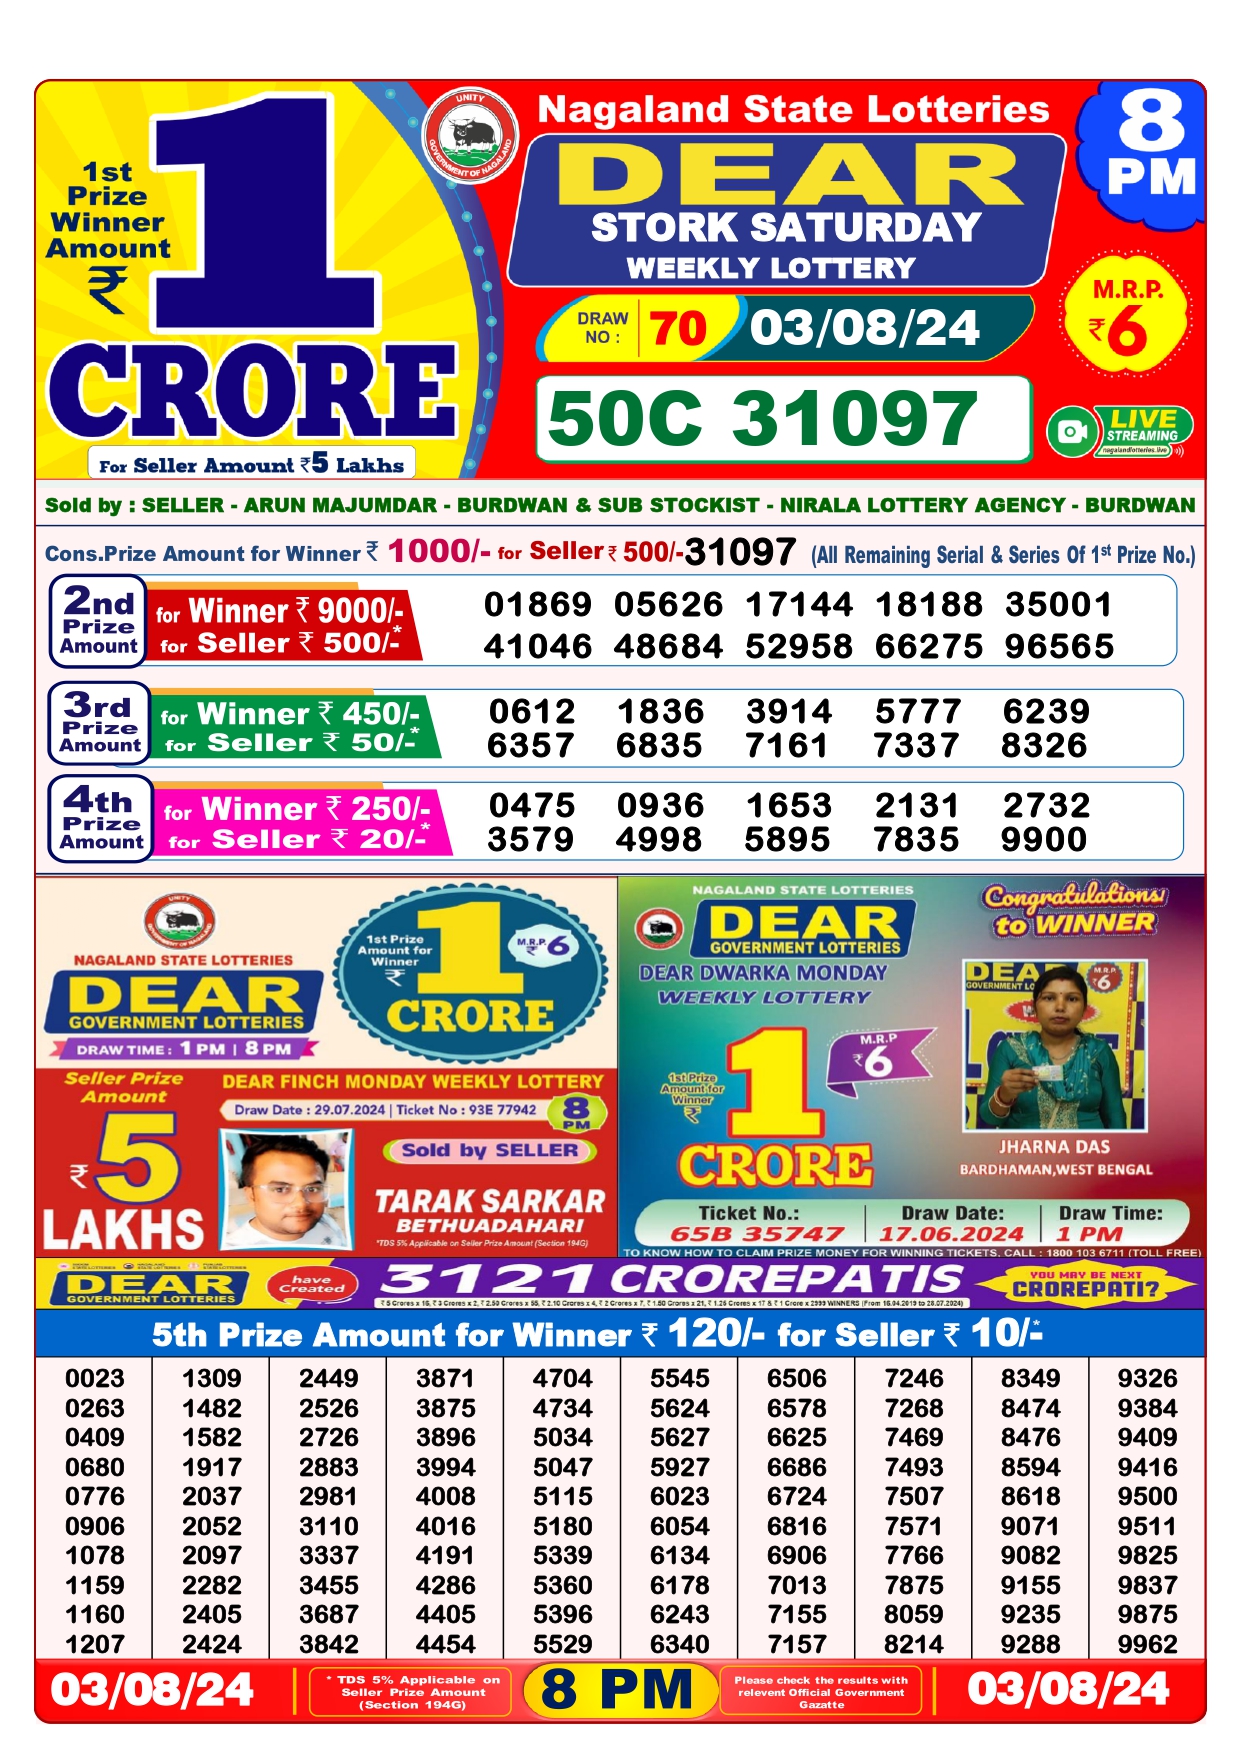 1st
Prize
Winner
Amount
₹
1
CRORE
For Seller Amount ₹5 Lakhs
UNITY
GOVERNMENT OF NAGALAND
Nagaland State Lotteries
DEAR
STORK SATURDAY
WEEKLY LOTTERY
8
PM
DRAW NO : 70 03/08/24
M.R.P.
₹6
50C 31097
LIVE
STREAMING
nagalandlotteries.live
Sold by : SELLER - ARUN MAJUMDAR - BURDWAN & SUB STOCKIST - NIRALA LOTTERY AGENCY - BURDWAN
Cons.Prize Amount for Winner ₹ 1000/- for Seller ₹ 500/- 31097 (All Remaining Serial & Series Of 1st Prize No.)
2nd
Prize
Amount
for Winner ₹ 9000/-
for Seller ₹ 500/-*
01869 05626 17144 18188 35001
41046 48684 52958 66275 96565
3rd
Prize
Amount
for Winner ₹ 450/-
for Seller ₹ 50/-*
0612 1836 3914 5777 6239
6357 6835 7161 7337 8326
4th
Prize
Amount
for Winner ₹ 250/-
for Seller ₹ 20/-*
0475 0936 1653 2131 2732
3579 4998 5895 7835 9900
UNITY
NAGALAND STATE LOTTERIES
DEAR
GOVERNMENT LOTTERIES
DRAW TIME : 1 PM | 8 PM
1st Prize
Amount for
Winner
₹
1
CRORE
M.R.P.
₹6
Seller Prize
Amount
₹5
LAKHS
DEAR FINCH MONDAY WEEKLY LOTTERY
Draw Date : 29.07.2024 | Ticket No : 93E 77942
8
PM
Sold by SELLER
TARAK SARKAR
BETHUADAHARI
*TDS 5% Applicable on Seller Prize Amount (Section 194G)
NAGALAND STATE LOTTERIES
DEAR
GOVERNMENT LOTTERIES
DEAR DWARKA MONDAY
WEEKLY LOTTERY
1st Prize
Amount for
Winner
₹
1
CRORE
M.R.P
₹6
Congratulations!
to WINNER
DEAR
GOVERNMENT
M.R.P.
6
JHARNA DAS
BARDHAMAN,WEST BENGAL
Ticket No.: Draw Date: Draw Time:
65B 35747 17.06.2024 1 PM
TO KNOW HOW TO CLAIM PRIZE MONEY FOR WINNING TICKETS, CALL : 1800 103 6711 (TOLL FREE)
DEAR
GOVERNMENT LOTTERIES
have
Created
3121 CROREPATIS
YOU MAY BE NEXT
CROREPATI?
5th Prize Amount for Winner ₹ 120/- for Seller ₹ 10/-*
0023 1309 2449 3871 4704 5545 6506 7246 8349 9326
0263 1482 2526 3875 4734 5624 6578 7268 8474 9384
0409 1582 2726 3896 5034 5627 6625 7469 8476 9409
0680 1917 2883 3994 5047 5927 6686 7493 8594 9416
0776 2037 2981 4008 5115 6023 6724 7507 8618 9500
0906 2052 3110 4016 5180 6054 6816 7571 9071 9511
1078 2097 3337 4191 5339 6134 6906 7766 9082 9825
1159 2282 3455 4286 5360 6178 7013 7875 9155 9837
1160 2405 3687 4405 5396 6243 7155 8059 9235 9875
1207 2424 3842 4454 5529 6340 7157 8214 9288 9962
03/08/24
* TDS 5% Applicable on
Seller Prize Amount
(Section 194G)
8 PM
Please check the results with
relevent Official Government
Gazatte
03/08/24